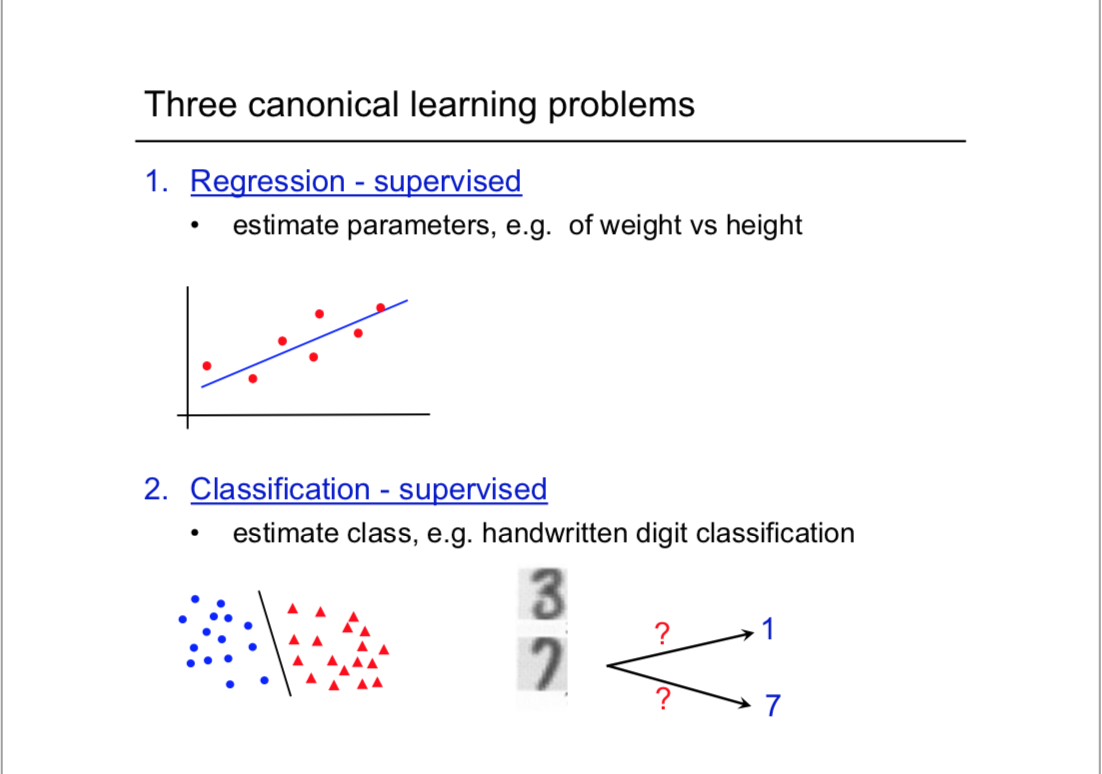 Three canonical learning problems
1. Regression - supervised
• estimate parameters, e.g. of weight vs height
2. Classification - supervised
• estimate class, e.g. handwritten digit classification
3
7
? 1
? 7